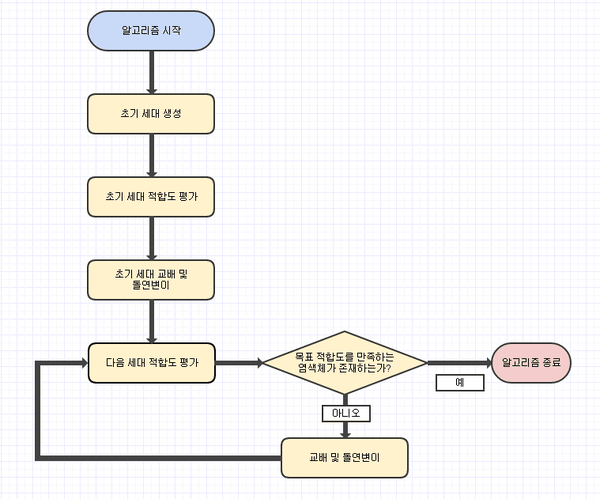 알고리즘 시작
초기 세대 생성
초기 세대 적합도 평가
초기 세대 교배 및
돌연변이
다음 세대 적합도 평가
목표 적합도를 만족하는
염색체가 존재하는가?
알고리즘 종료
예
아니오
교배 및 돌연변이